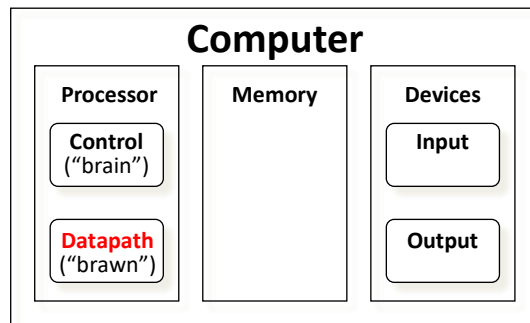 Computer
Processor
Control
(“brain”)
Datapath
(“brawn”)
Memory
Devices
Input
Output